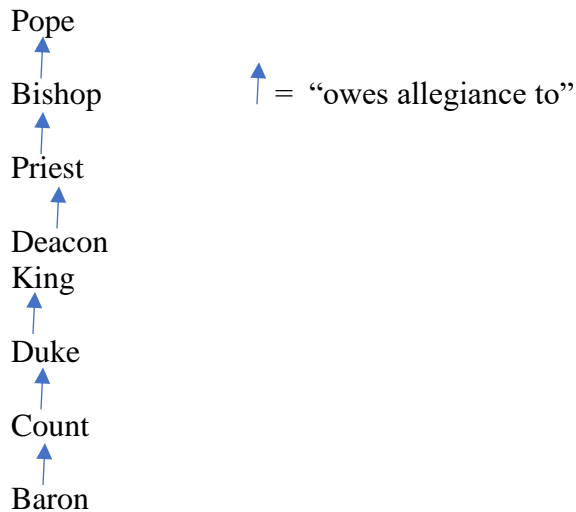 Pope
Bishop = “owes allegiance to”
Priest
Deacon
King
Duke
Count
Baron